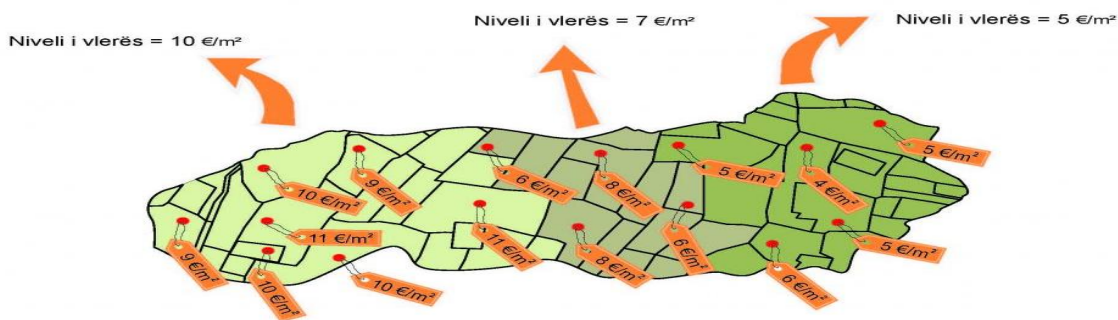 Niveli i vlerës = 10 €/m²
Niveli i vlerës = 7 €/m²
Niveli i vlerës = 5 €/m²
9 €/m²
10 €/m²
11 €/m²
10 €/m²
9 €/m²
10 €/m²
6 €/m²
11 €/m²
8 €/m²
8 €/m²
6 €/m²
5 €/m²
4 €/m²
6 €/m²
5 €/m²
5 €/m²